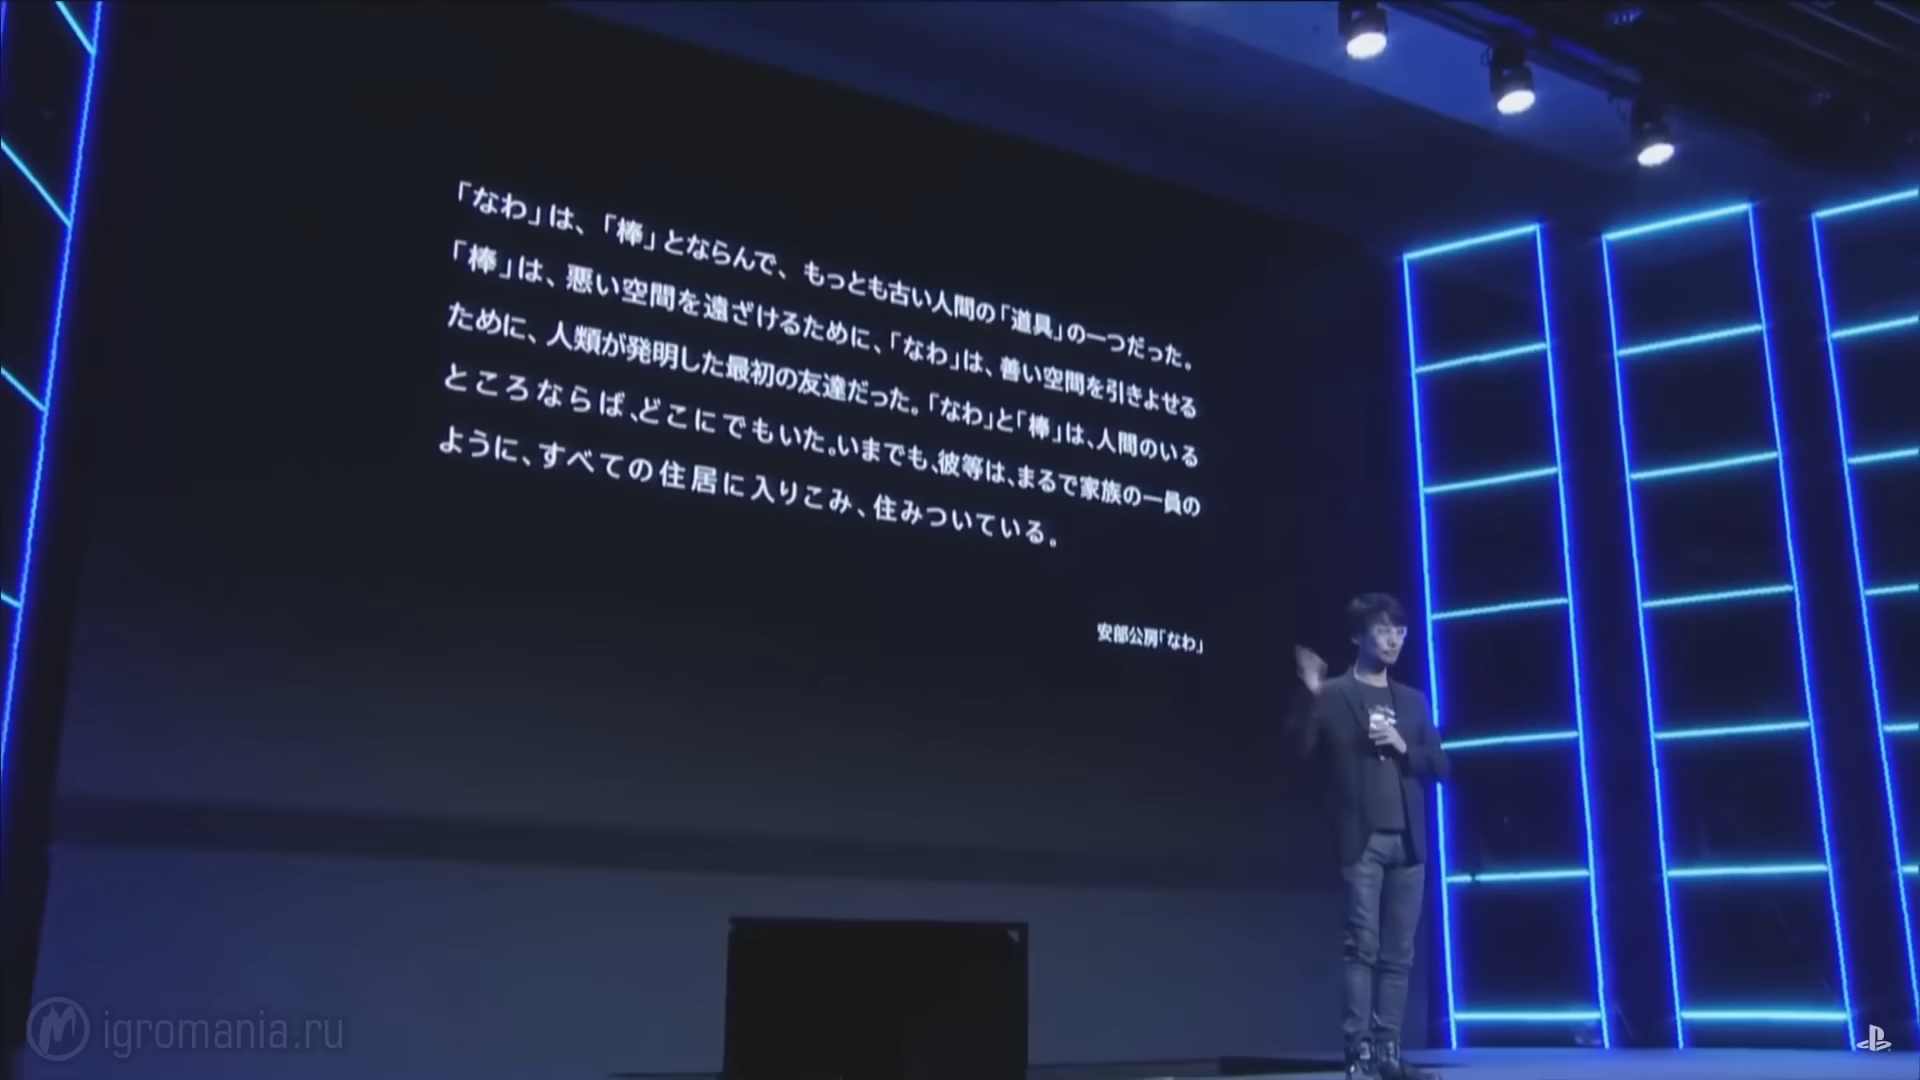 「なわ」は、「棒」とならんで、もっとも古い人間の「道具」の一つだった。
「棒」は、悪い空間を遠ざけるために、「なわ」は、善い空間を引きよせる
ために、人類が発明した最初の友達だった。「なわ」と「棒」は、人間のいる
ところならば、どこにでもいた。いまでも、彼等は、まるで家族の一員の
ように、すべての住居に入りこみ、住みついている。
安部公房「なわ」
igromania.ru